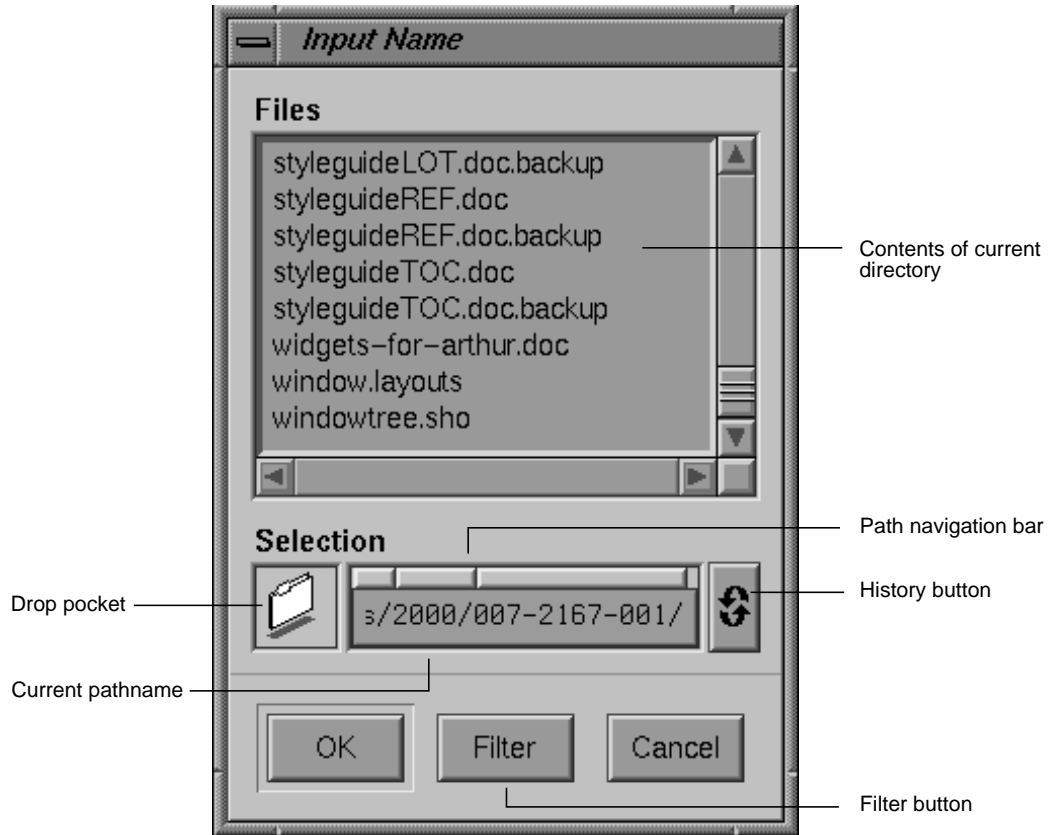 Input Name
Files
styleguideLOT.doc.backup
styleguideREF.doc
styleguideREF.doc.backup
styleguideTOC.doc
styleguideTOC.doc.backup
widgets–for–arthur.doc
window.layouts
windowtree.sho
Contents of current
directory
Selection
Path navigation bar
Drop pocket
s/2000/007-2167-001/
History button
Current pathname
OK
Filter
Cancel
Filter button